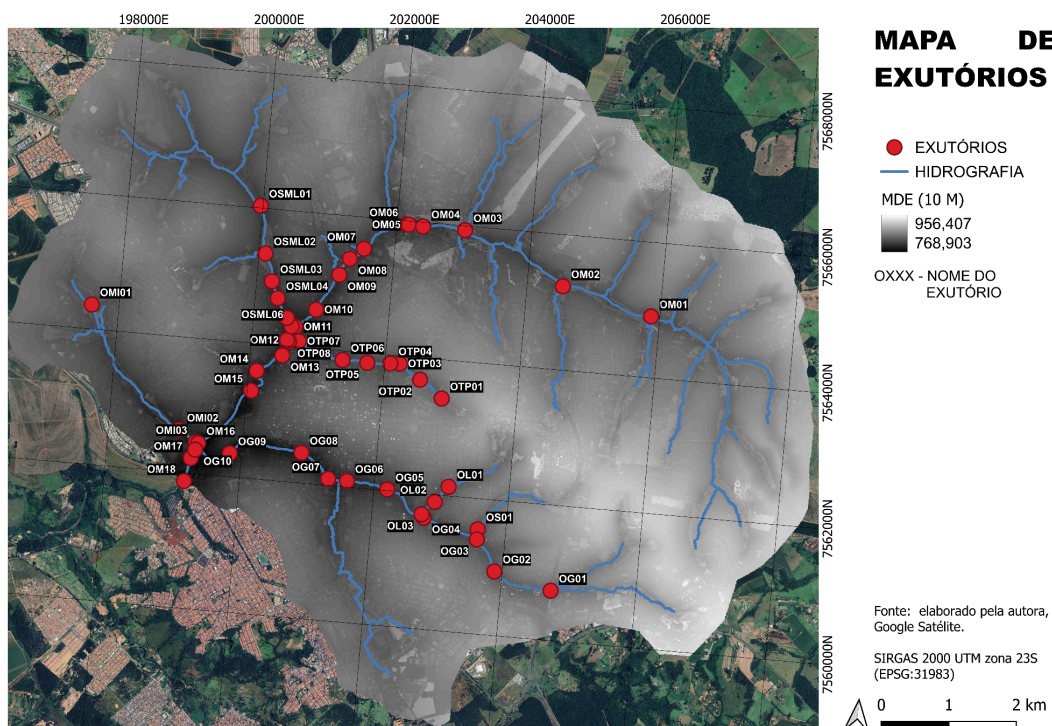 198000E 200000E 202000E 204000E 206000E
MAPA DE
EXUTÓRIOS
EXUTÓRIOS
HIDROGRAFIA
MDE (10 M)
956,407
768,903
OXXX - NOME DO
EXUTÓRIO
7568000N
7566000N
7564000N
7562000N
7560000N
OSML01
OM06
OM05
OM04
OM03
OM07
OSML02
OM08
OSML03
OM09
OM02
OSML04
OMI01
OM10
OM01
OSML06
OM11
OM12
OTP07
OTP06
OTP04
OTP08
OTP03
OM14
OM13
OTP05
OM15
OTP02
OTP01
OMI02
OMI03
OM16
OM17
OG09
OG08
OG10
OM18
OG07
OG06
OG05
OL01
OL02
OL03
OG04
OS01
OG03
OG02
OG01
Fonte: elaborado pela autora,
Google Satélite.
SIRGAS 2000 UTM zona 23S
(EPSG:31983)
0 1 2 km